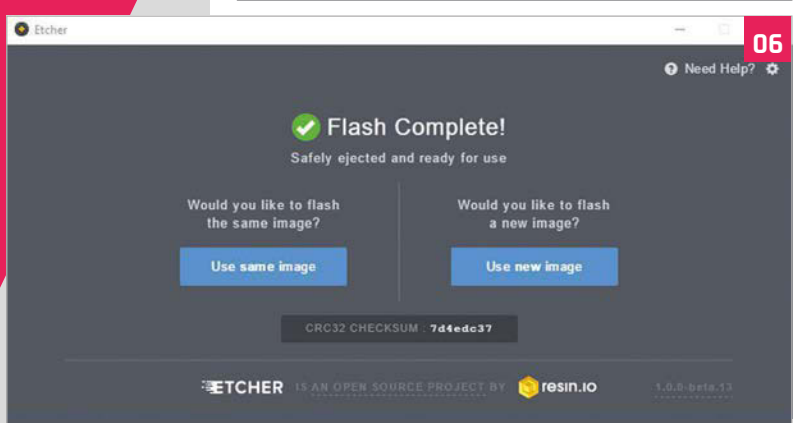 Etcher
06
Need Help?
Flash Complete!
Safely ejected and ready for use
Would you like to flash
the same image?
Use same image
Would you like to flash
a new image?
Use new image
CRC32 CHECKSUM : 7d4edc37
ETCHER IS AN OPEN SOURCE PROJECT BY resin.io 1.0.0-beta.13